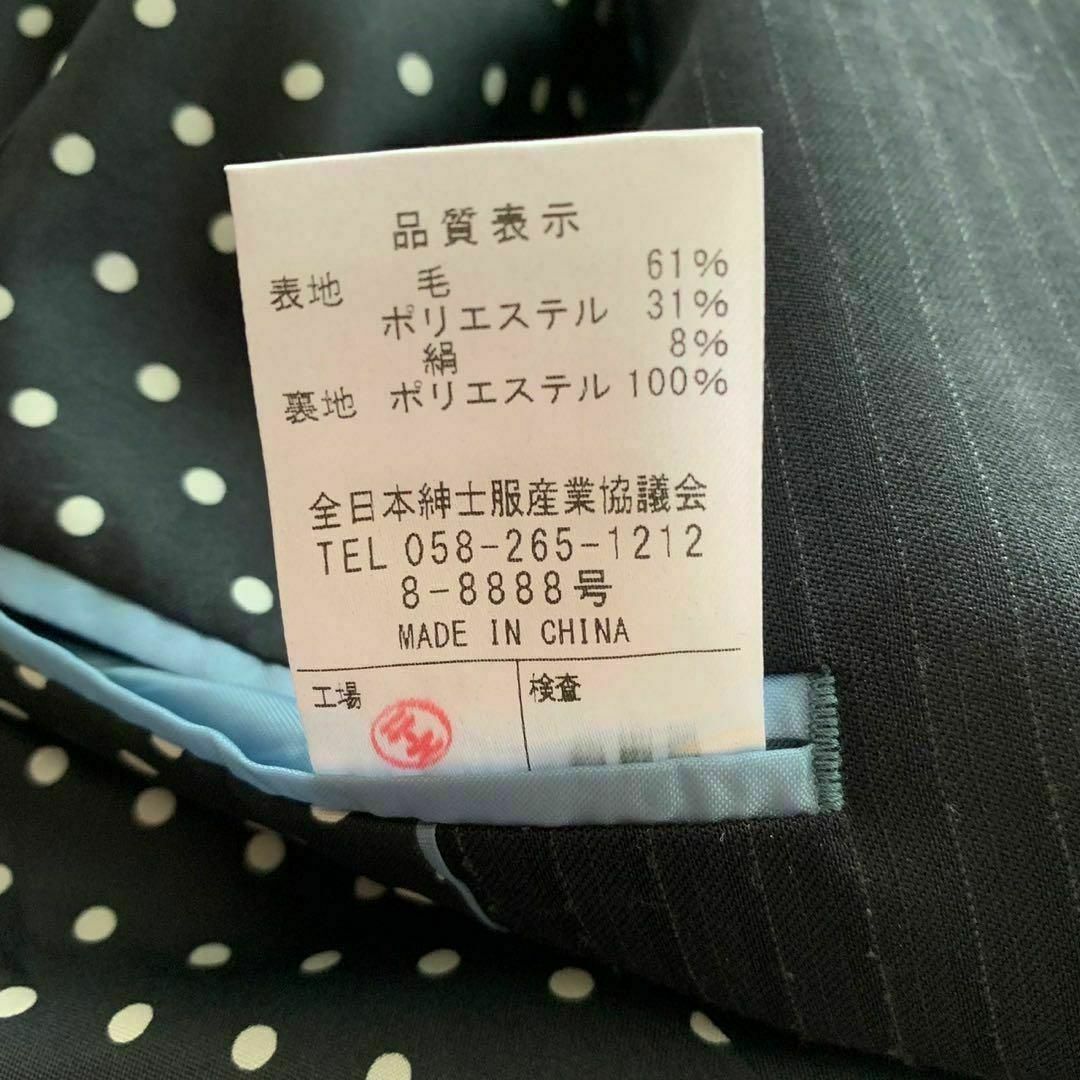 品質表示
表地 毛 61%
ポリエステル 31%
絹 8%
裏地 ポリエステル 100%
全日本紳士服産業協議会
TEL 058-265-1212
8-8888号
MADE IN CHINA
工場 検査